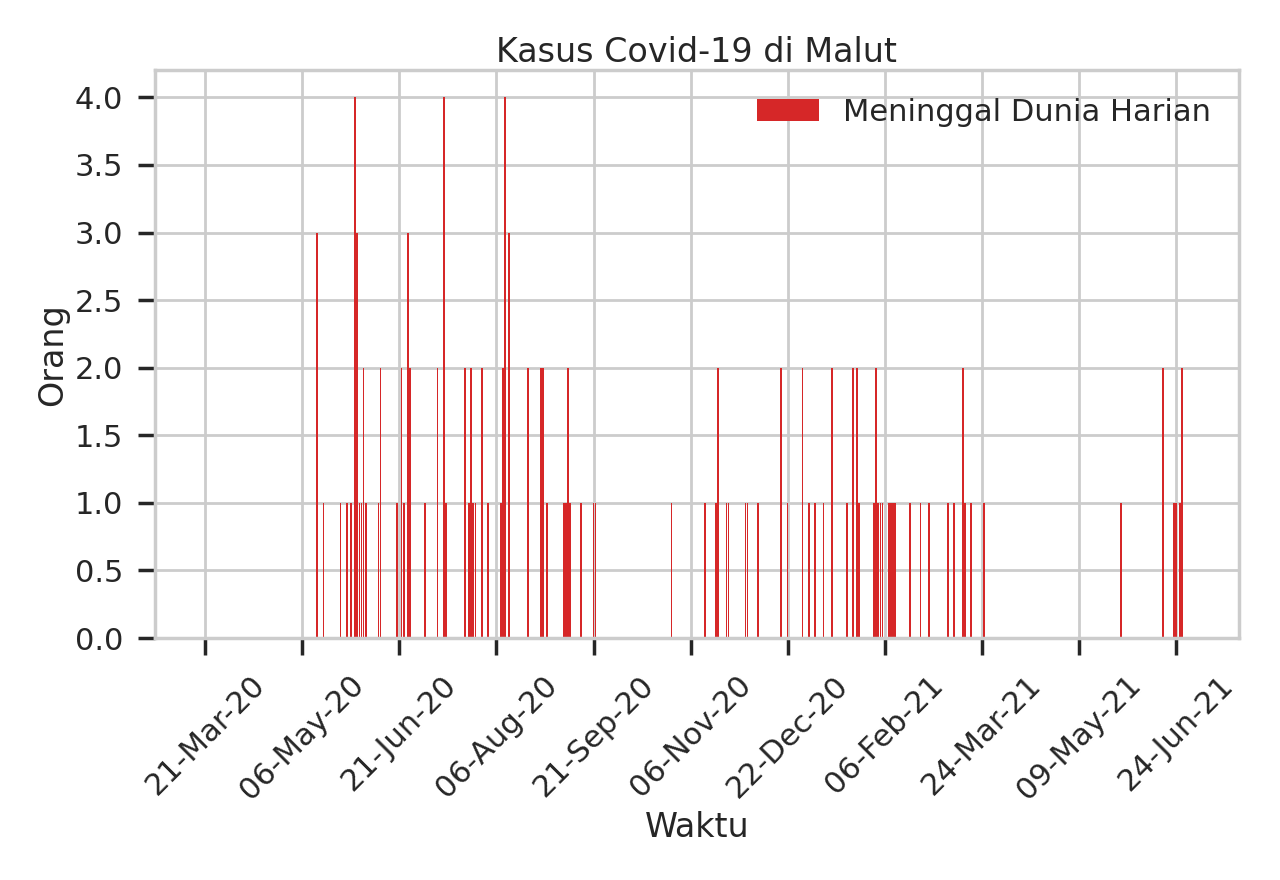 Kasus Covid-19 di Malut
Meninggal Dunia Harian
Orang
4.0
3.5
3.0
2.5
2.0
1.5
1.0
0.5
0.0
21-Mar-20
06-May-20
21-Jun-20
06-Aug-20
21-Sep-20
06-Nov-20
22-Dec-20
06-Feb-21
24-Mar-21
09-May-21
24-Jun-21
Waktu